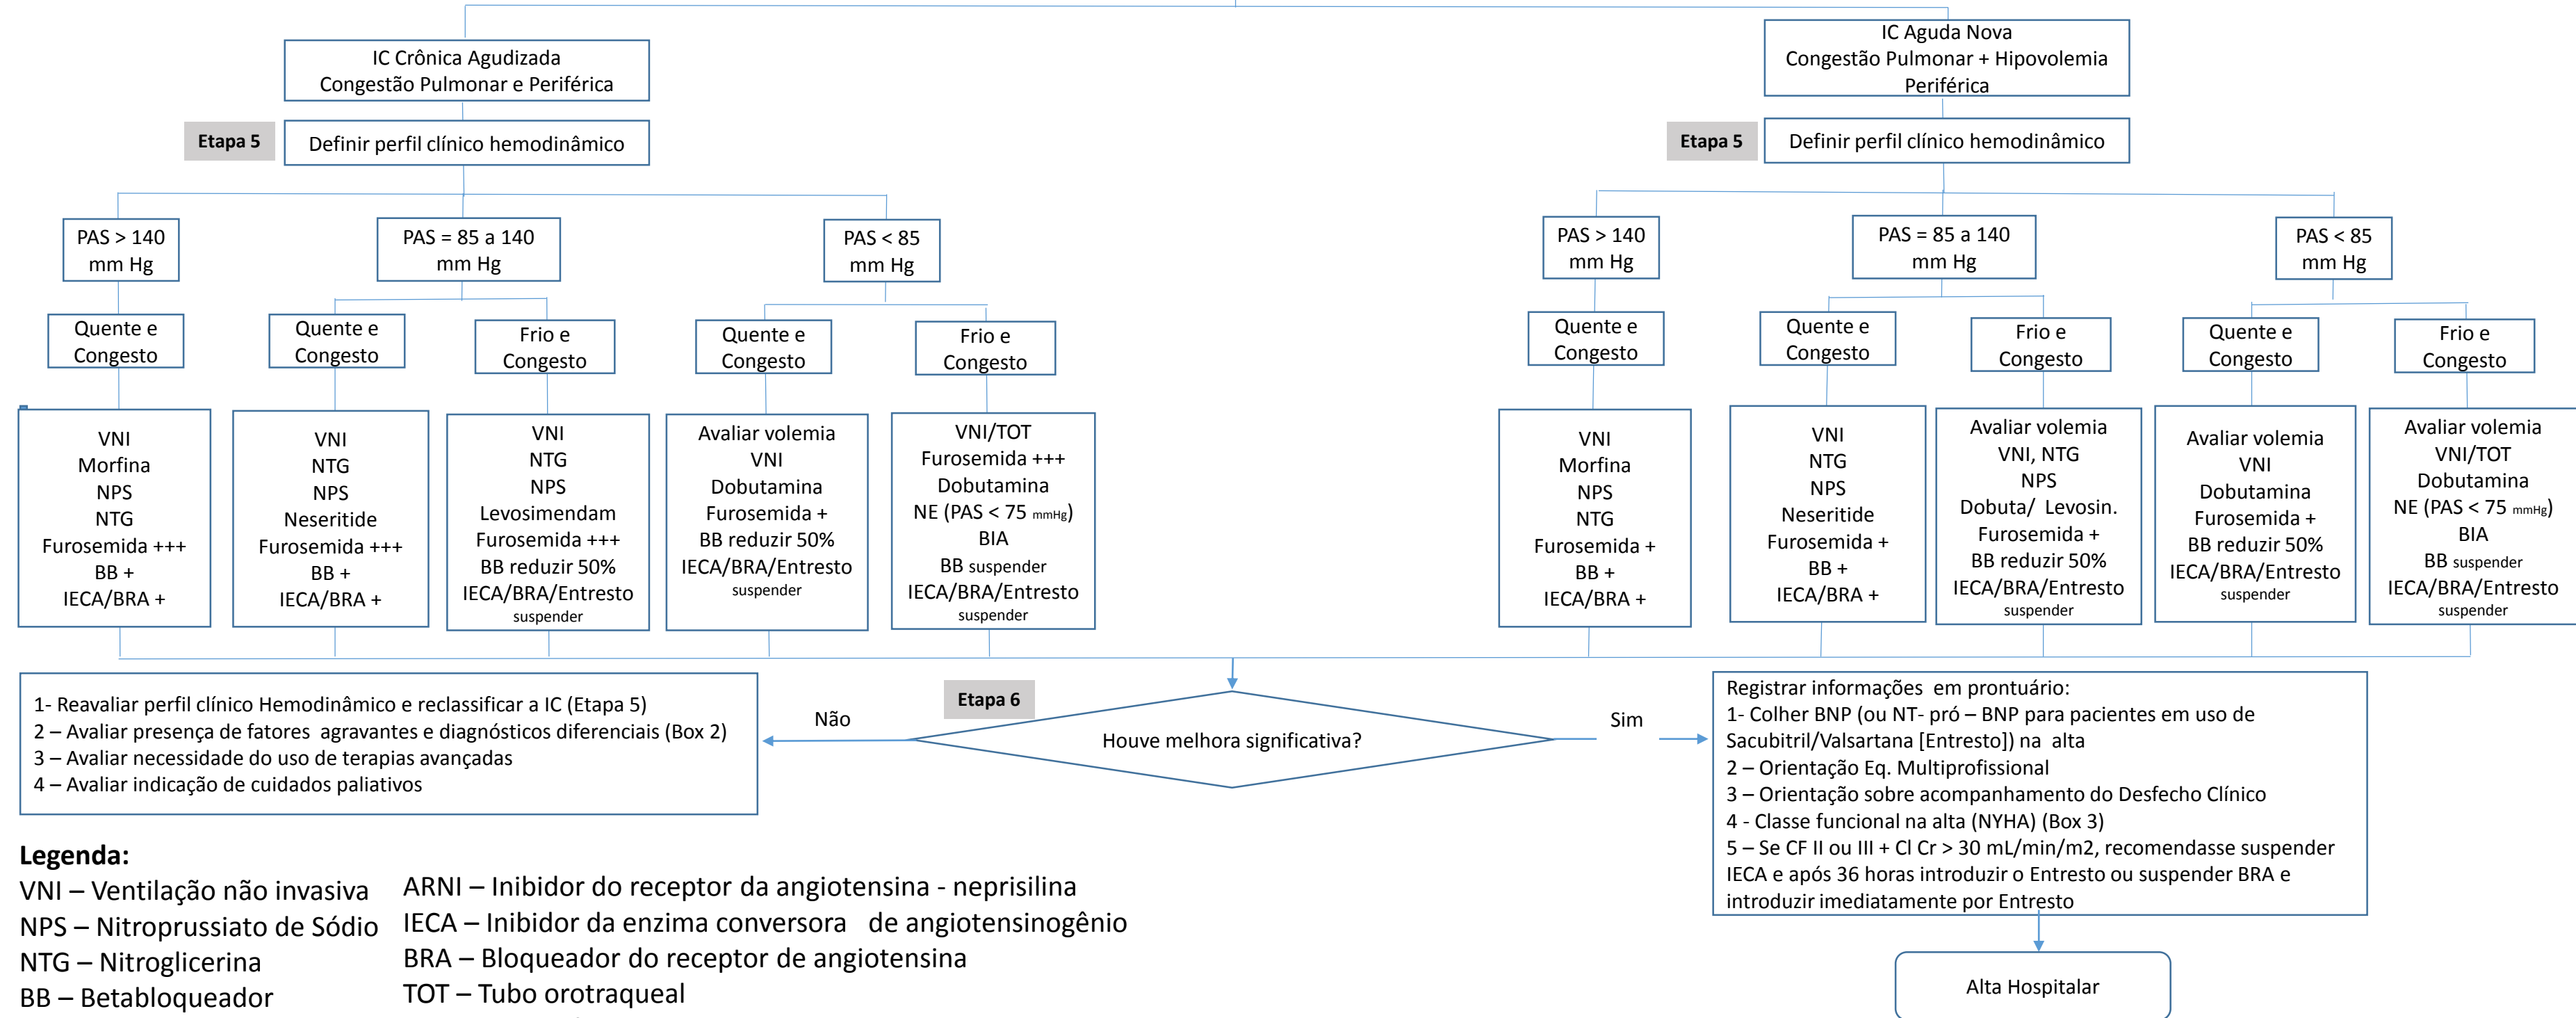 IC Crônica Agudizada
Congestão Pulmonar e Periférica
Etapa 5
Definir perfil clínico hemodinâmico
PAS > 140
mm Hg
PAS = 85 a 140
mm Hg
PAS < 85
mm Hg
Quente e
Congesto
Quente e
Congesto
Frio e
Congesto
Quente e
Congesto
Frio e
Congesto
VNI
Morfina
NPS
NTG
Furosemida +++
BB +
IECA/BRA +
VNI
NTG
NPS
Neseritide
Furosemida +++
BB +
IECA/BRA +
VNI
NTG
NPS
Levosimendam
Furosemida +++
BB reduzir 50%
IECA/BRA/Entresto
suspender
Avaliar volemia
VNI
Dobutamina
Furosemida +
BB reduzir 50%
IECA/BRA/Entresto
suspender
VNI/TOT
Furosemida +++
Dobutamina
NE (PAS < 75 mmHg)
BIA
BB suspender
IECA/BRA/Entresto
suspender
IC Aguda Nova
Congestão Pulmonar + Hipovolemia
Periférica
Etapa 5
Definir perfil clínico hemodinâmico
PAS > 140
mm Hg
PAS = 85 a 140
mm Hg
PAS < 85
mm Hg
Quente e
Congesto
Quente e
Congesto
Frio e
Congesto
Quente e
Congesto
Frio e
Congesto
VNI
Morfina
NPS
NTG
Furosemida +
BB +
IECA/BRA +
VNI
NTG
NPS
Neseritide
Furosemida +
BB +
IECA/BRA +
Avaliar volemia
VNI, NTG
NPS
Dobuta/ Levosin.
Furosemida +
BB reduzir 50%
IECA/BRA/Entresto
suspender
Avaliar volemia
VNI
Dobutamina
Furosemida +
BB reduzir 50%
IECA/BRA/Entresto
suspender
Avaliar volemia
VNI/TOT
Dobutamina
NE (PAS < 75 mmHg)
BIA
BB suspender
IECA/BRA/Entresto
suspender
Etapa 6
Houve melhora significativa?
Não
Sim
1- Reavaliar perfil clínico Hemodinâmico e reclassificar a IC (Etapa 5)
2 – Avaliar presença de fatores agravantes e diagnósticos diferenciais (Box 2)
3 – Avaliar necessidade do uso de terapias avançadas
4 – Avaliar indicação de cuidados paliativos
Registrar informações em prontuário:
1- Colher BNP (ou NT- pró – BNP para pacientes em uso de
Sacubitril/Valsartana [Entresto]) na alta
2 – Orientação Eq. Multiprofissional
3 – Orientação sobre acompanhamento do Desfecho Clínico
4 - Classe funcional na alta (NYHA) (Box 3)
5 – Se CF II ou III + Cl Cr > 30 mL/min/m2, recomendasse suspender
IECA e após 36 horas introduzir o Entresto ou suspender BRA e
introduzir imediatamente por Entresto
Alta Hospitalar
Legenda:
VNI – Ventilação não invasiva
NPS – Nitroprussiato de Sódio
NTG – Nitroglicerina
BB – Betabloqueador
ARNI – Inibidor do receptor da angiotensina - neprisilina
IECA – Inibidor da enzima conversora de angiotensinogênio
BRA – Bloqueador do receptor de angiotensina
TOT – Tubo orotraqueal